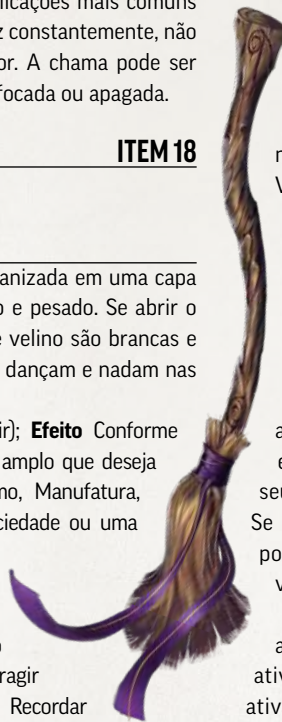 licações mais comuns
z constantemente, não
or. A chama pode ser
focada ou apagada.
ITEM 18
anizada em uma capa
o e pesado. Se abrir o
e velino são brancas e
dançam e nadam nas
ir); Efeito Conforme
amplo que deseja
mo, Manufatura,
ciedade ou uma
o
ragir
Recordar
V
a
e
seu
Se
po
v
a
ativ
ativ